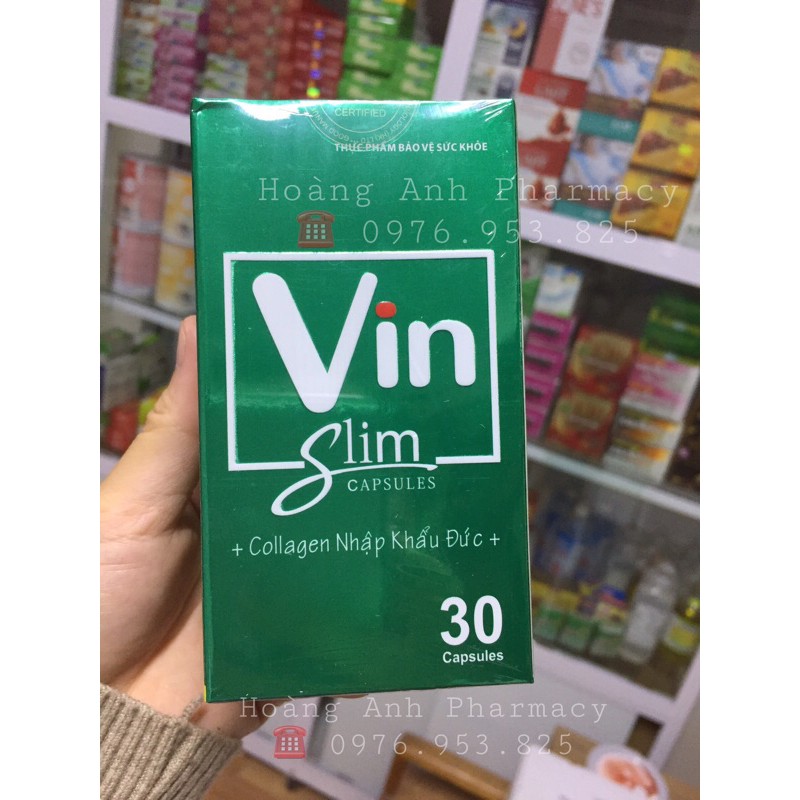 CERTIFIED
THỰC PHẨM BẢO VỆ SỨC KHỎE
Hoàng Anh Pharmacy
☎ 0976.953.825
Vin
Slim
CAPSULES
+ Collagen Nhập Khẩu Đức +
30
Capsules
Hoàng Anh Pharmacy
☎ 0976.953.825